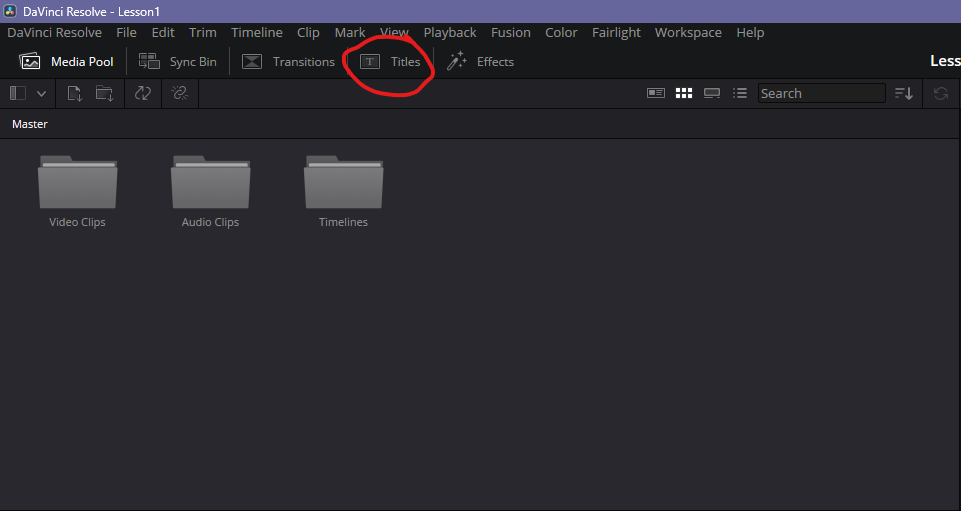 DaVinci Resolve - Lesson1
DaVinci Resolve File Edit Trim Timeline Clip Mark View Playback Fusion Color Fairlight Workspace Help
Media Pool Sync Bin Transitions T Titles Effects Less
Search
Master
Video Clips Audio Clips Timelines